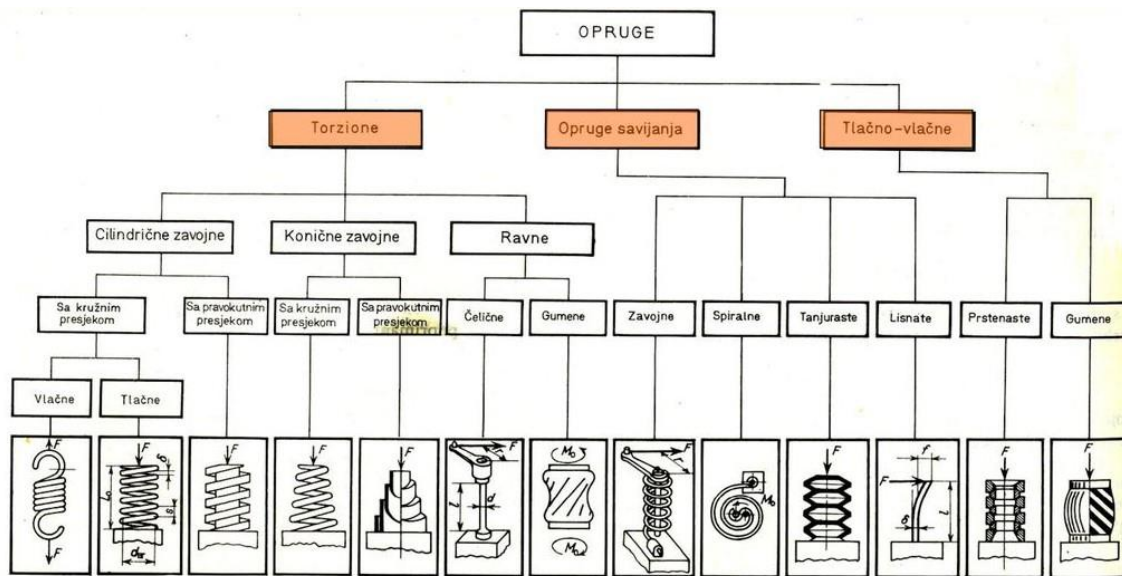 OPRUGE
Torzione
Opruge savijanja
Tlačno-vlačne
Cilindrične zavojne
Konične zavojne
Ravne
Sa kružnim
presjekom
Sa pravokutnim
presjekom
Sa kružnim
presjekom
Sa pravokutnim
presjekom
Čelične
Gumene
Zavojne
Spiralne
Tanjuraste
Lisnate
Prstenaste
Gumene
Vlačne
Tlačne
F
F
F
δ
F
F
F
F
r
d
l
F
r
F
f
F
δ
l
F
F